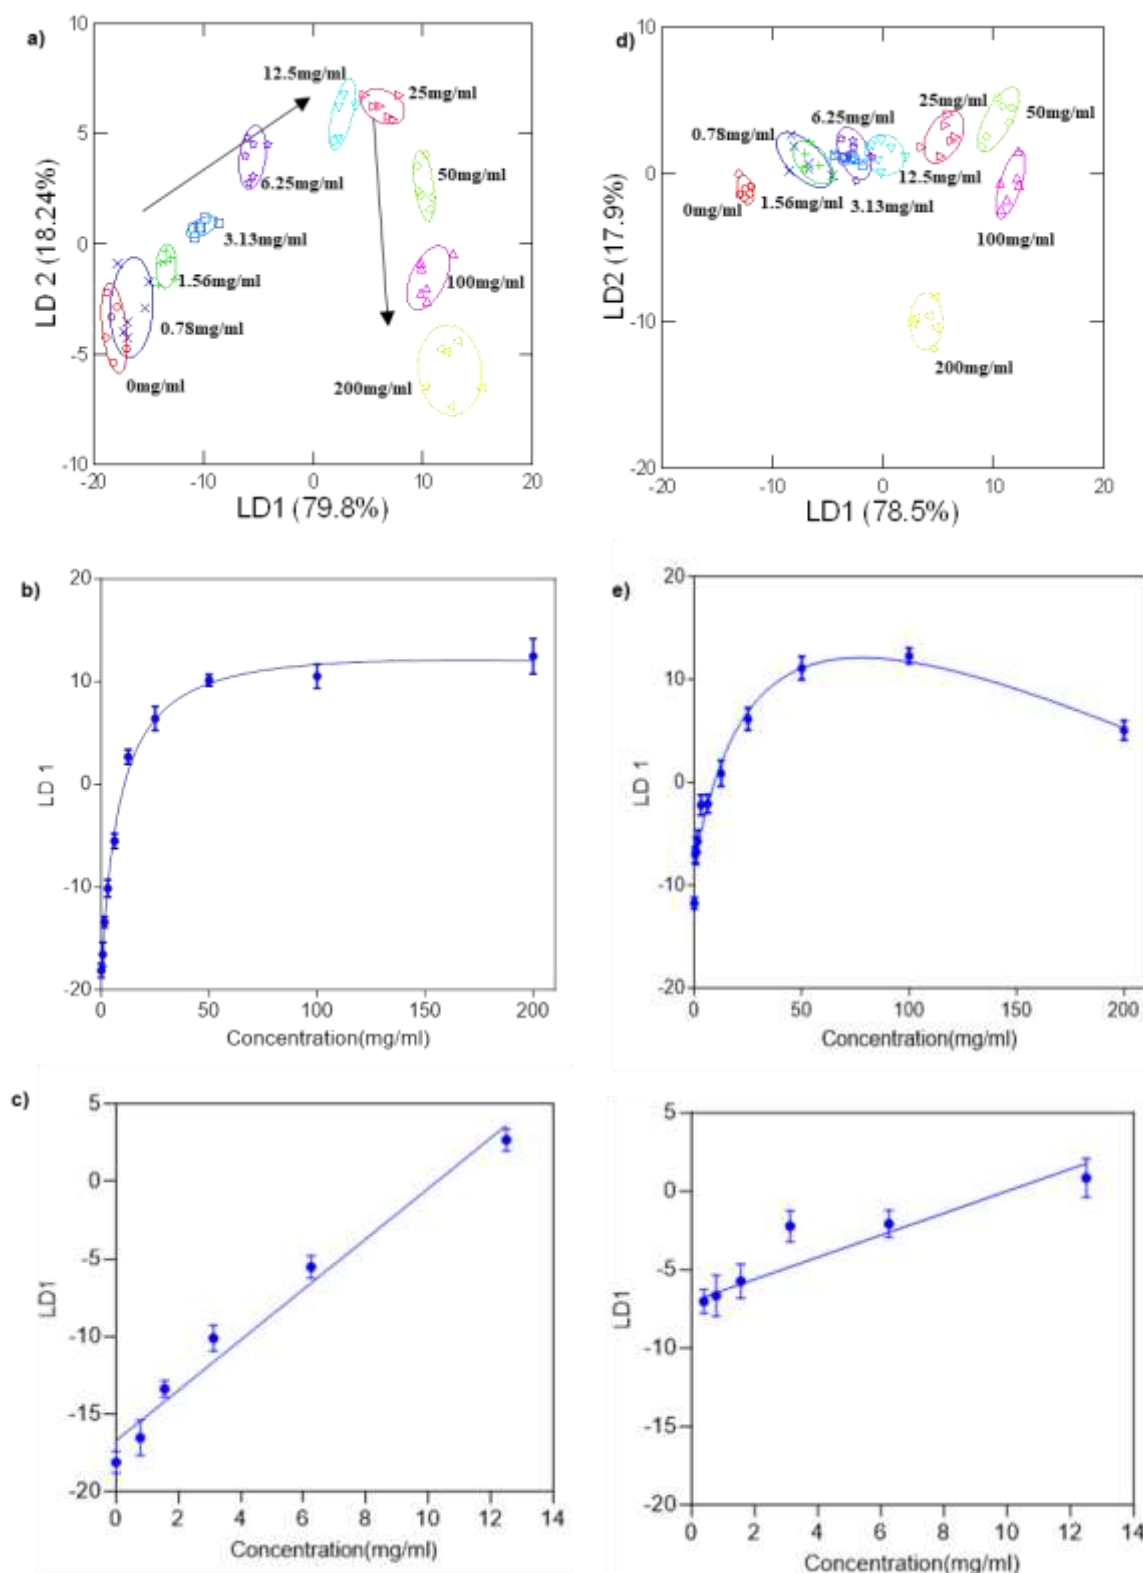 a)
10
5
0
-5
-10
LD 2 (18.24%)
12.5mg/ml
25mg/ml
6.25mg/ml
50mg/ml
3.13mg/ml
1.56mg/ml
100mg/ml
0.78mg/ml
0mg/ml
200mg/ml
-20
-10
0
10
20
LD1 (79.8%)
d)
10
0
-10
-20
LD2 (17.9%)
25mg/ml
50mg/ml
6.25mg/ml
0.78mg/ml
12.5mg/ml
0mg/ml
1.56mg/ml
3.13mg/ml
100mg/ml
200mg/ml
-20
-10
0
10
20
LD1 (78.5%)
b)
20
10
0
-10
-20
LD 1
0
50
100
150
200
Concentration(mg/ml)
e)
20
10
0
-10
-20
LD 1
0
50
100
150
200
Concentration(mg/ml)
c)
5
0
-5
-10
-15
-20
LD1
0
2
4
6
8
10
12
14
Concentration(mg/ml)
5
0
-5
-10
-15
-20
LD1
0
2
4
6
8
10
12
14
Concentration(mg/ml)